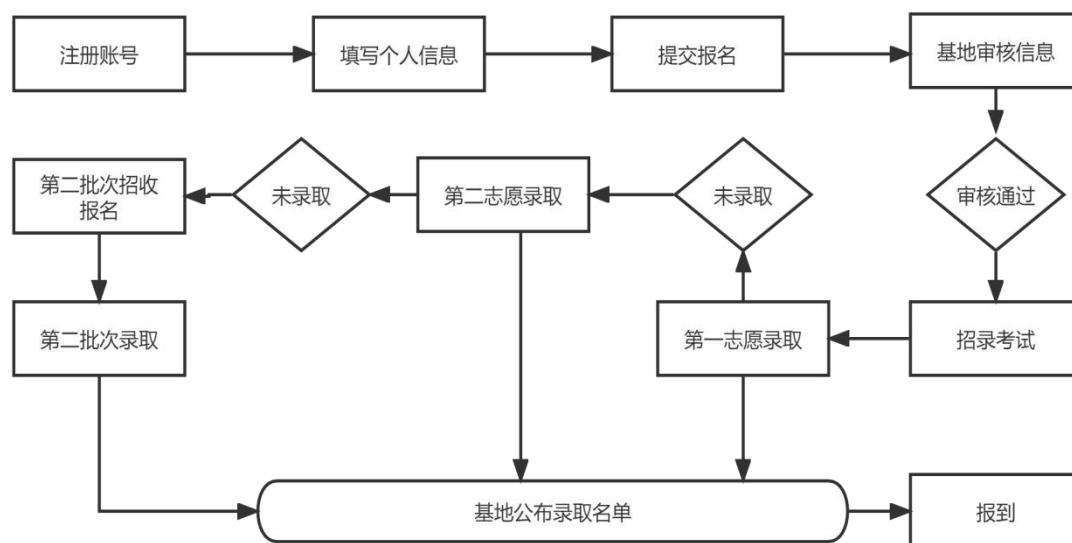 注册账号
填写个人信息
提交报名
基地审核信息
第二批次招收
报名
未录取
第二志愿录取
未录取
审核通过
第二批次录取
第一志愿录取
招录考试
基地公布录取名单
报到